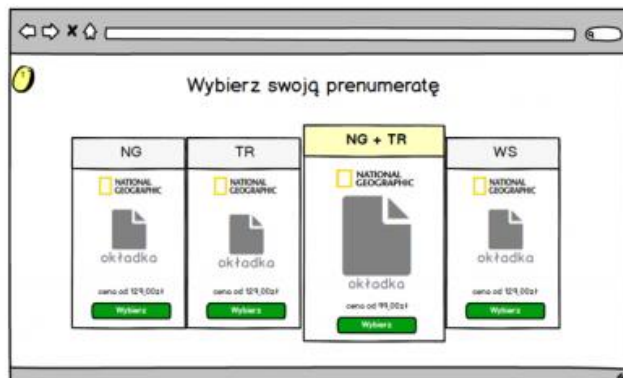 Wybierz swoją prenumeratę
NG
NATIONAL
GEOGRAPHIC
okładka
cena od 129,00zł
Wybierz
TR
NATIONAL
GEOGRAPHIC
okładka
cena od 129,00zł
Wybierz
NG + TR
NATIONAL
GEOGRAPHIC
okładka
cena od 99,00zł
Wybierz
WS
NATIONAL
GEOGRAPHIC
okładka
cena od 129,00zł
Wybierz